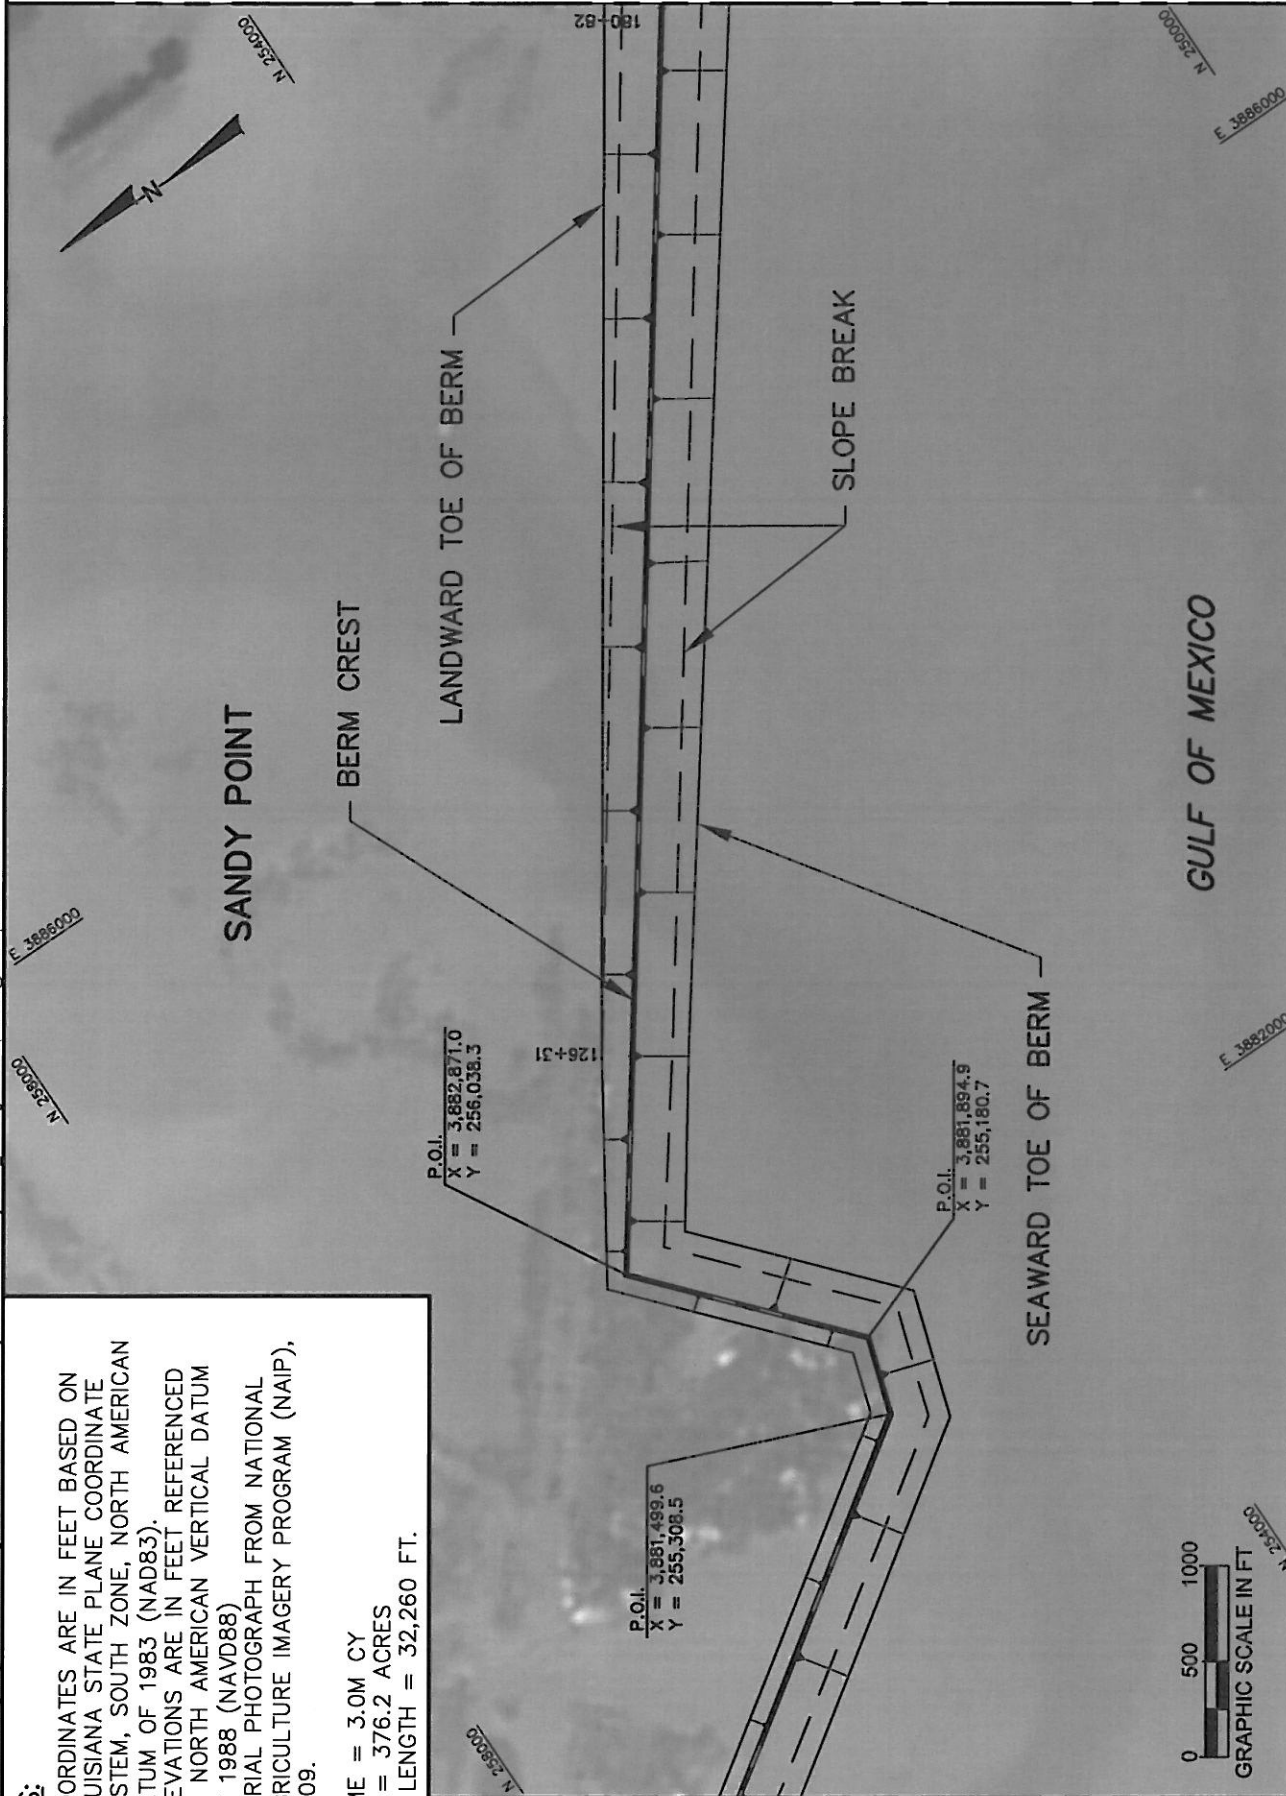 ORDINATES ARE IN FEET BASED ON
UISIANA STATE PLANE COORDINATE
STEM, SOUTH ZONE, NORTH AMERICAN
TUM OF 1983 (NAD83).
EVATIONS ARE IN FEET REFERENCED
NORTH AMERICAN VERTICAL DATUM
1988 (NAVD88)
RIAL PHOTOGRAPH FROM NATIONAL
RICULTURE IMAGERY PROGRAM (NAIP),
09.
ME = 3.0M CY
= 376.2 ACRES
LENGTH = 32,260 FT.
N 258000
E 3886000
N 254000
N
SANDY POINT
BERM CREST
LANDWARD TOE OF BERM
P.O.I.
X = 3,882,871.0
Y = 256,038.3
126+31
180+82
P.O.I.
X = 3,881,499.6
Y = 255,308.5
SLOPE BREAK
P.O.I.
X = 3,881,894.9
Y = 255,180.7
SEAWARD TOE OF BERM
N 258000
GULF OF MEXICO
0 500 1000
GRAPHIC SCALE IN FT
N 254000
E 3882000
N 250000
E 3886000